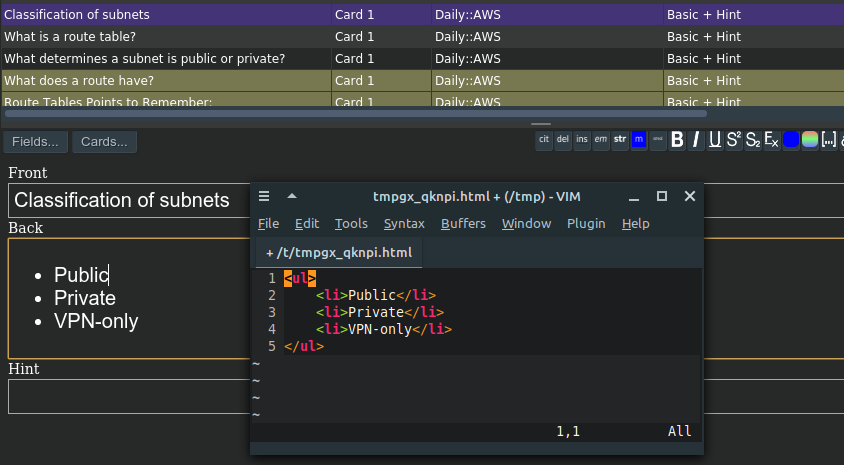 Classification of subnets Card 1 Daily::AWS Basic + Hint
What is a route table? Card 1 Daily::AWS Basic + Hint
What determines a subnet is public or private? Card 1 Daily::AWS Basic + Hint
What does a route have? Card 1 Daily::AWS Basic + Hint
Route Tables Points to Remember: Card 1 Daily::AWS Basic + Hint
Fields... Cards... cit del ins em str m B I U S² S₂ Ex [...]
Front
Classification of subnets
Back
• Public
• Private
• VPN-only
Hint
tmpgx_qknpi.html + (/tmp) - VIM
File Edit Tools Syntax Buffers Window Plugin Help
+ /t/tmpgx_qknpi.html
1 <ul>
2     <li>Public</li>
3     <li>Private</li>
4     <li>VPN-only</li>
5 </ul>
~
~
~
~
1,1 All